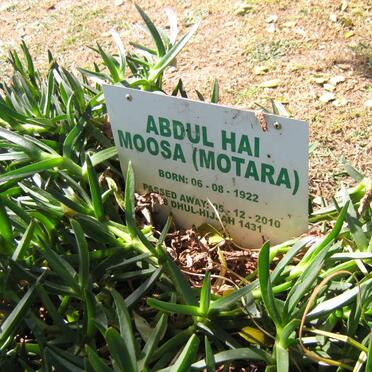 ABDUL HAI
MOOSA (MOTARA)
BORN: 06 - 08 - 1922
PASSED AWAY: - 12 - 2010
DHUL-HIJJAH 1431